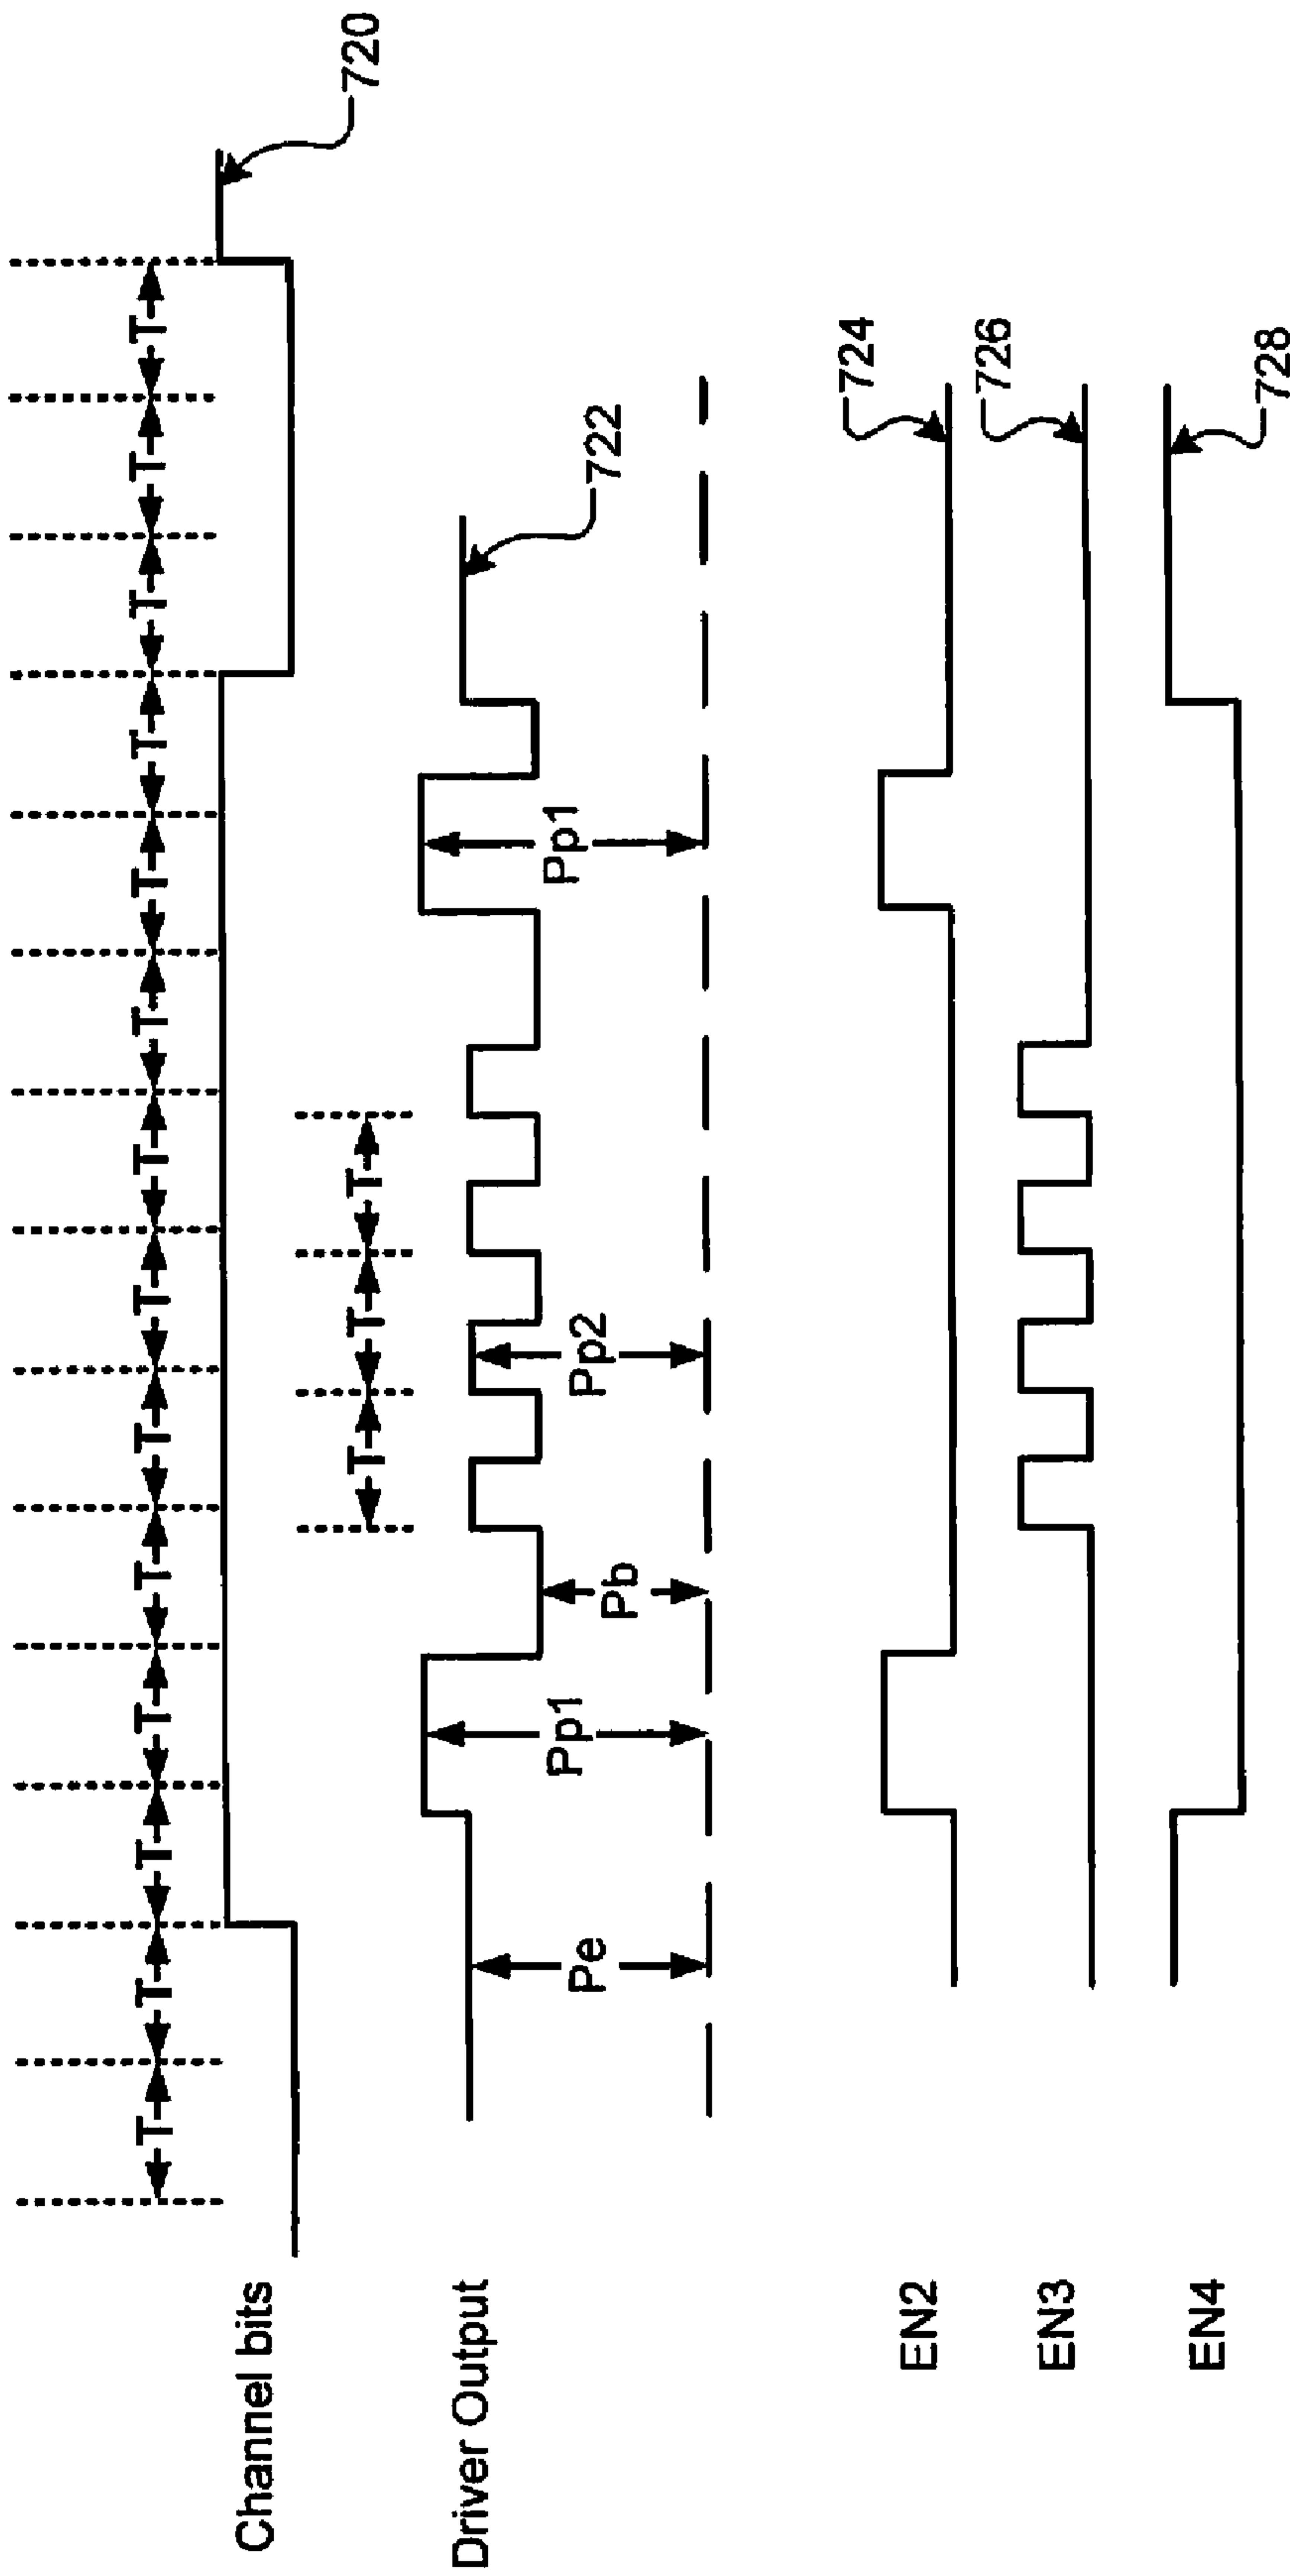 T T T T T T T T T T T T T T
Channel bits
720
T T T
Driver Output
Pe Pp1 Pb Pp2 Pp1
722
EN2
724
EN3
726
EN4
728